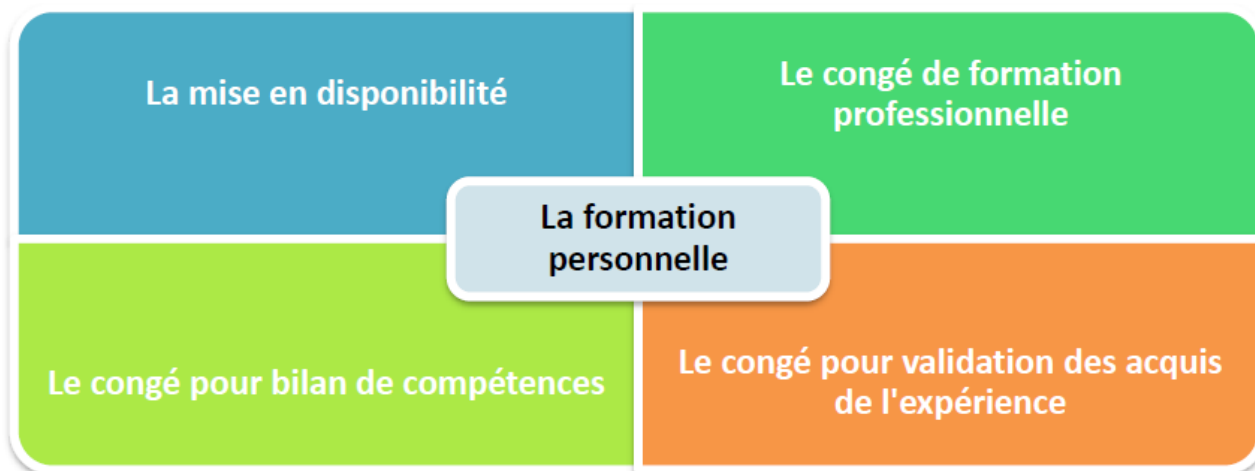 La mise en disponibilité
Le congé de formation
professionnelle
La formation
personnelle
Le congé pour bilan de compétences
Le congé pour validation des acquis
de l'expérience